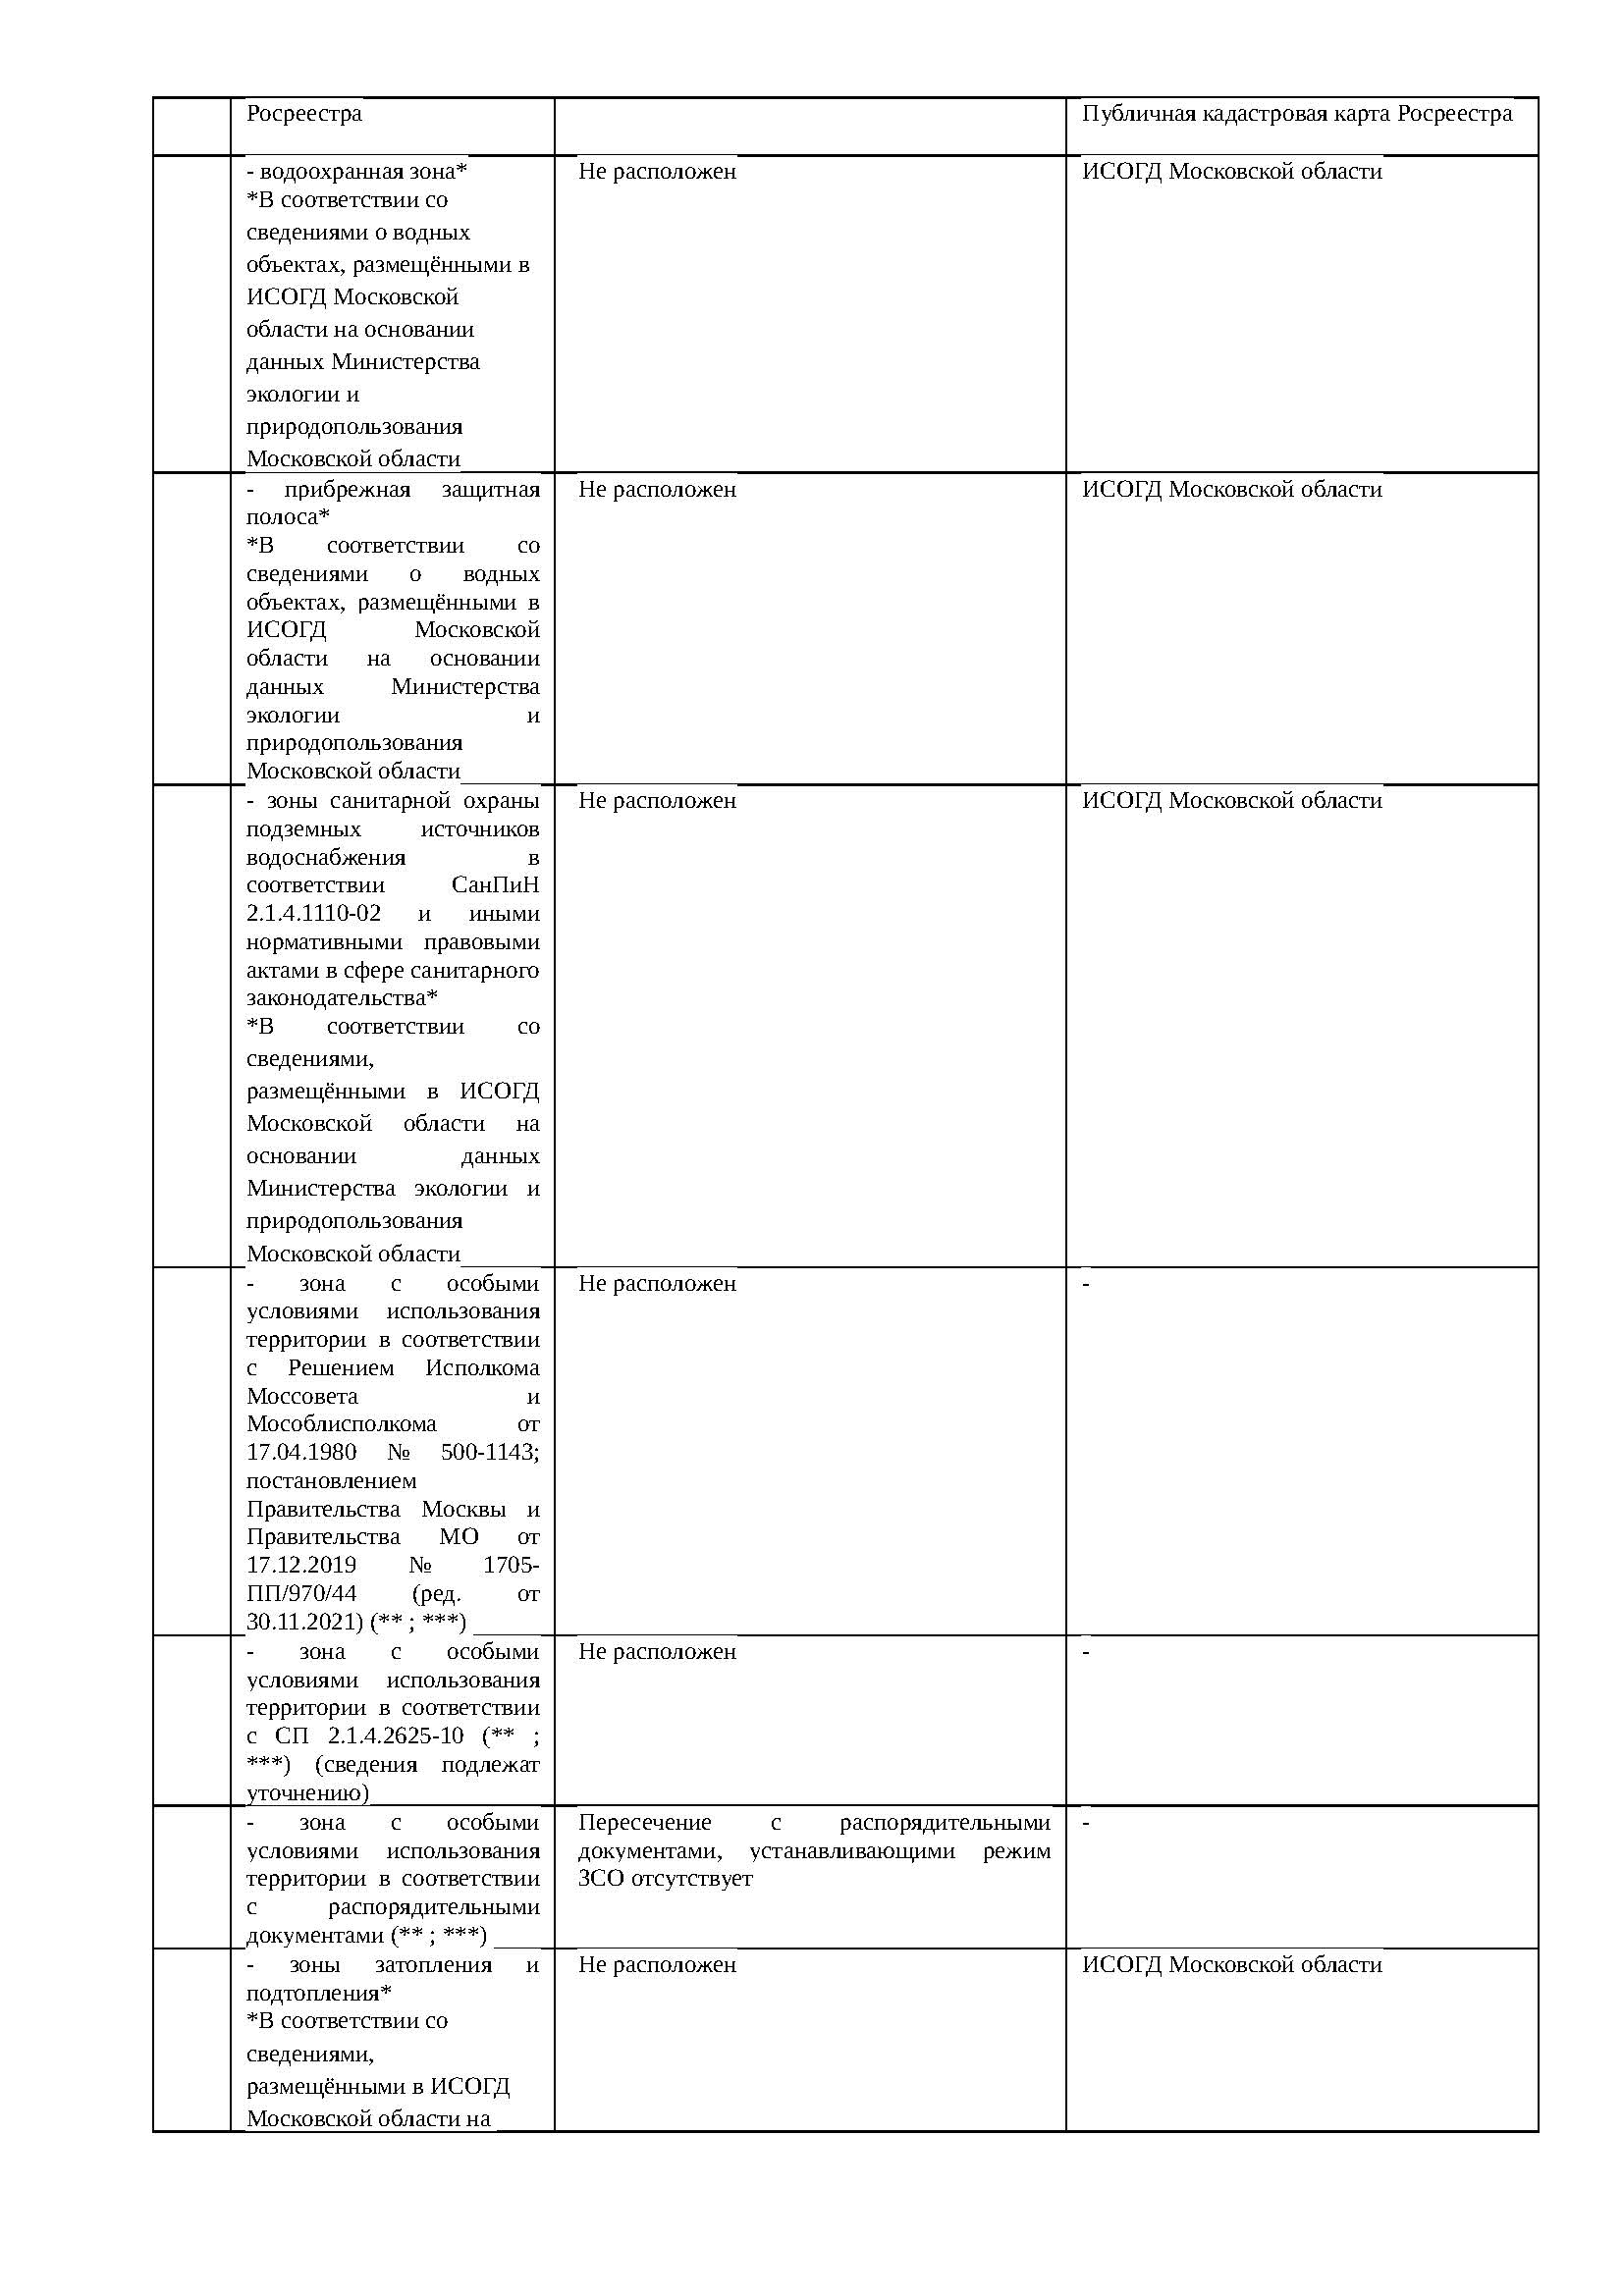 Росреестра
Публичная кадастровая карта Росреестра
- водоохранная зона*
*В соответствии со
сведениями о водных
объектах, размещёнными в
ИСОГД Московской
области на основании
данных Министерства
экологии и
природопользования
Московской области
Не расположен
ИСОГД Московской области
- прибрежная защитная
полоса*
*В соответствии со
сведениями о водных
объектах, размещёнными в
ИСОГД Московской
области на основании
данных Министерства
экологии и
природопользования
Московской области
Не расположен
ИСОГД Московской области
- зоны санитарной охраны
подземных источников
водоснабжения в
соответствии СанПиН
2.1.4.1110-02 и иными
нормативными правовыми
актами в сфере санитарного
законодательства*
*В соответствии со
сведениями,
размещёнными в ИСОГД
Московской области на
основании данных
Министерства экологии и
природопользования
Московской области
Не расположен
ИСОГД Московской области
- зона с особыми
условиями использования
территории в соответствии
с Решением Исполкома
Моссовета и
Мособлисполкома от
17.04.1980 № 500-1143;
постановлением
Правительства Москвы и
Правительства МО от
17.12.2019 № 1705-
ПП/970/44 (ред. от
30.11.2021) (** ; ***)
Не расположен
-
- зона с особыми
условиями использования
территории в соответствии
с СП 2.1.4.2625-10 (** ;
***) (сведения подлежат
уточнению)
Не расположен
-
- зона с особыми
условиями использования
территории в соответствии
с распорядительными
документами (** ; ***)
Пересечение с распорядительными
документами, устанавливающими режим
ЗСО отсутствует
-
- зоны затопления и
подтопления*
*В соответствии со
сведениями,
размещёнными в ИСОГД
Московской области на
Не расположен
ИСОГД Московской области